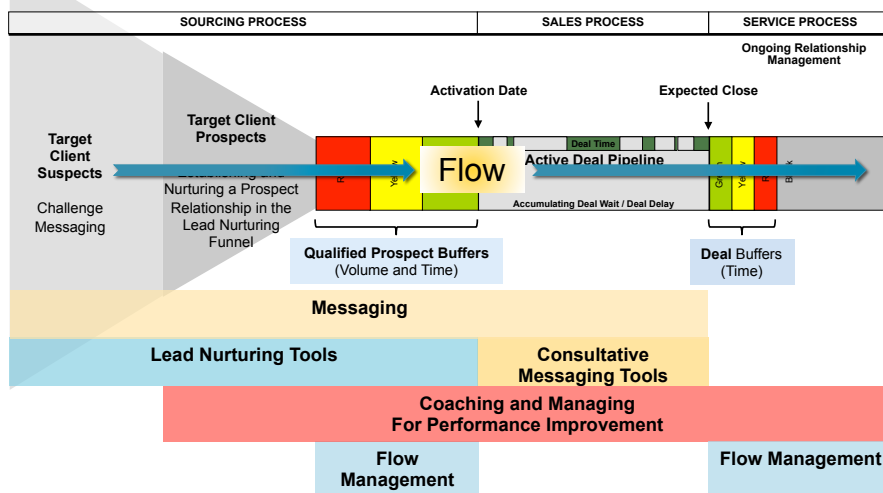 SOURCING PROCESS
SALES PROCESS
SERVICE PROCESS
Ongoing Relationship
Management
Activation Date
Expected Close
Target Client
Prospects
Target
Client
Suspects
Challenge
Messaging
Establishing and
Nurturing a Prospect
Relationship in the
Lead Nurturing
Funnel
Flow
Deal Time
Active Deal Pipeline
Accumulating Deal Wait / Deal Delay
Qualified Prospect Buffers
(Volume and Time)
Deal Buffers
(Time)
Messaging
Lead Nurturing Tools
Consultative
Messaging Tools
Coaching and Managing
For Performance Improvement
Flow
Management
Flow Management